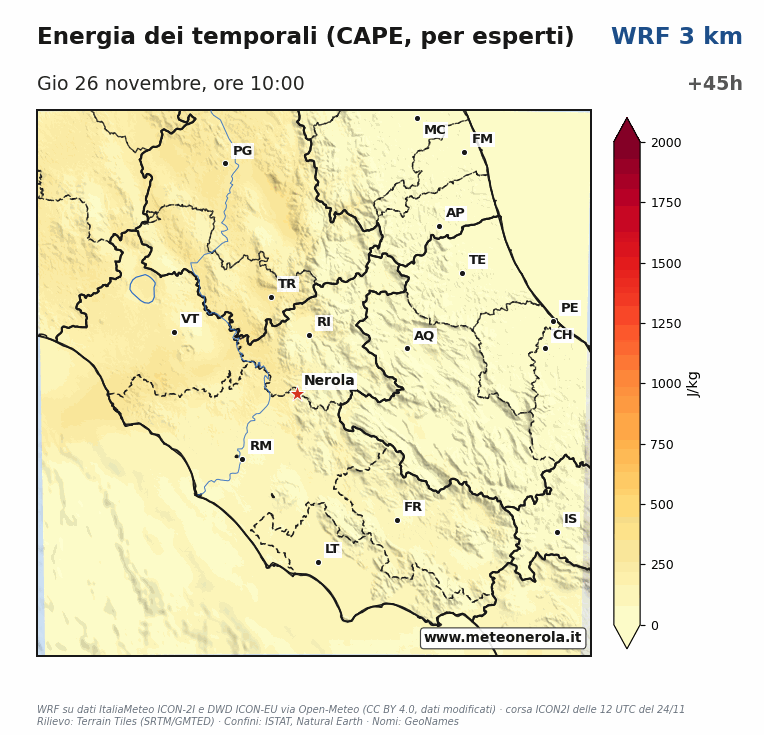 Energia dei temporali (CAPE, per esperti)
WRF 3 km
Gio 26 novembre, ore 10:00
+45h
MC
FM
PG
AP
TE
TR
PE
VT
RI
AQ
CH
Nerola
RM
FR
IS
LT
www.meteonerola.it
2000
1750
1500
1250
1000
750
500
250
0
J/kg
WRF su dati ItaliaMeteo ICON-2I e DWD ICON-EU via Open-Meteo (CC BY 4.0, dati modificati) · corsa ICON2I delle 12 UTC del 24/11
Rilievo: Terrain Tiles (SRTM/GMTED) · Confini: ISTAT, Natural Earth · Nomi: GeoNames